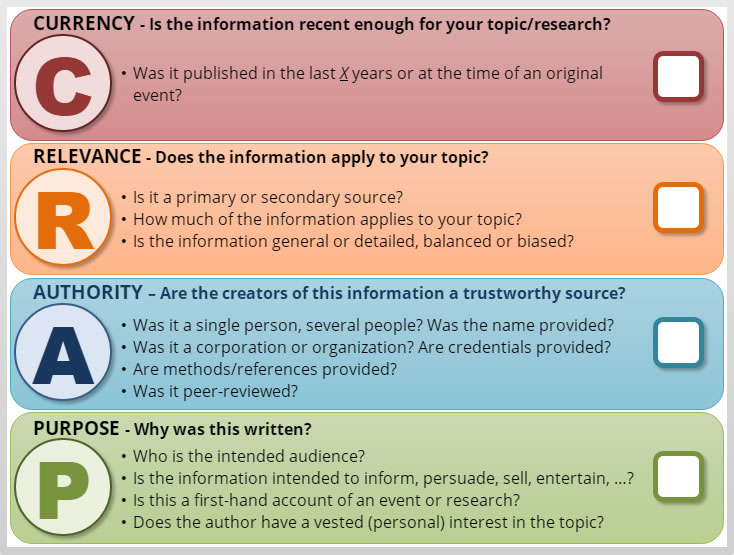 CURRENCY - Is the information recent enough for your topic/research?
C
• Was it published in the last X years or at the time of an original
event?
RELEVANCE - Does the information apply to your topic?
R
• Is it a primary or secondary source?
• How much of the information applies to your topic?
• Is the information general or detailed, balanced or biased?
AUTHORITY – Are the creators of this information a trustworthy source?
A
• Was it a single person, several people? Was the name provided?
• Was it a corporation or organization? Are credentials provided?
• Are methods/references provided?
• Was it peer-reviewed?
PURPOSE - Why was this written?
P
• Who is the intended audience?
• Is the information intended to inform, persuade, sell, entertain, ...?
• Is this a first-hand account of an event or research?
• Does the author have a vested (personal) interest in the topic?